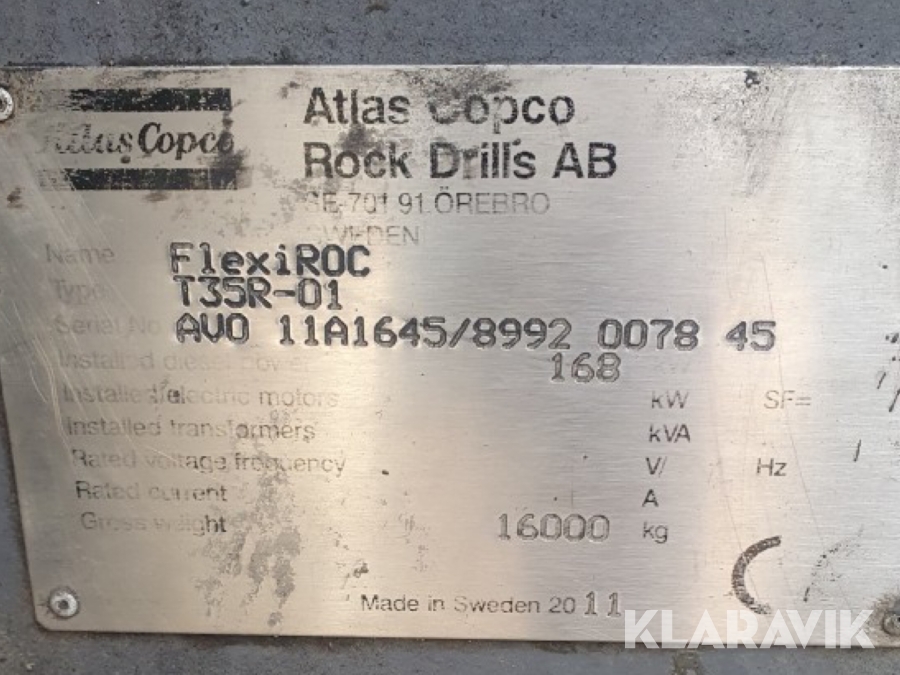 Atlas Copco
Atlas Copco
Rock Drills AB
SE-701 91 ÖREBRO
SWEDEN
Name FlexiROC
Type T35R-01
Serial No AVO 11A1645/8992 0078 45
Installed diesel power 168
Installed electric motors kW SF=
Installed transformers kVA
Rated voltage frequency V/ Hz
Rated current A
Gross weight 16000 kg
CE
Made in Sweden 2011
KLARAVIK